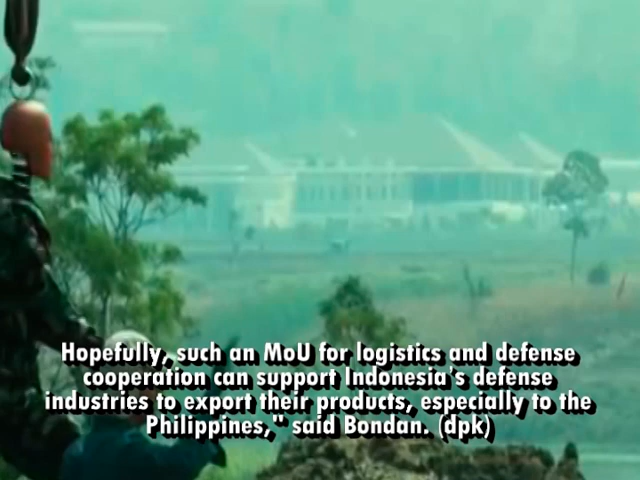 Hopefully, such an MoU for logistics and defense
cooperation can support Indonesia's defense
industries to export their products, especially to the
Philippines," said Bondan. (dpk)